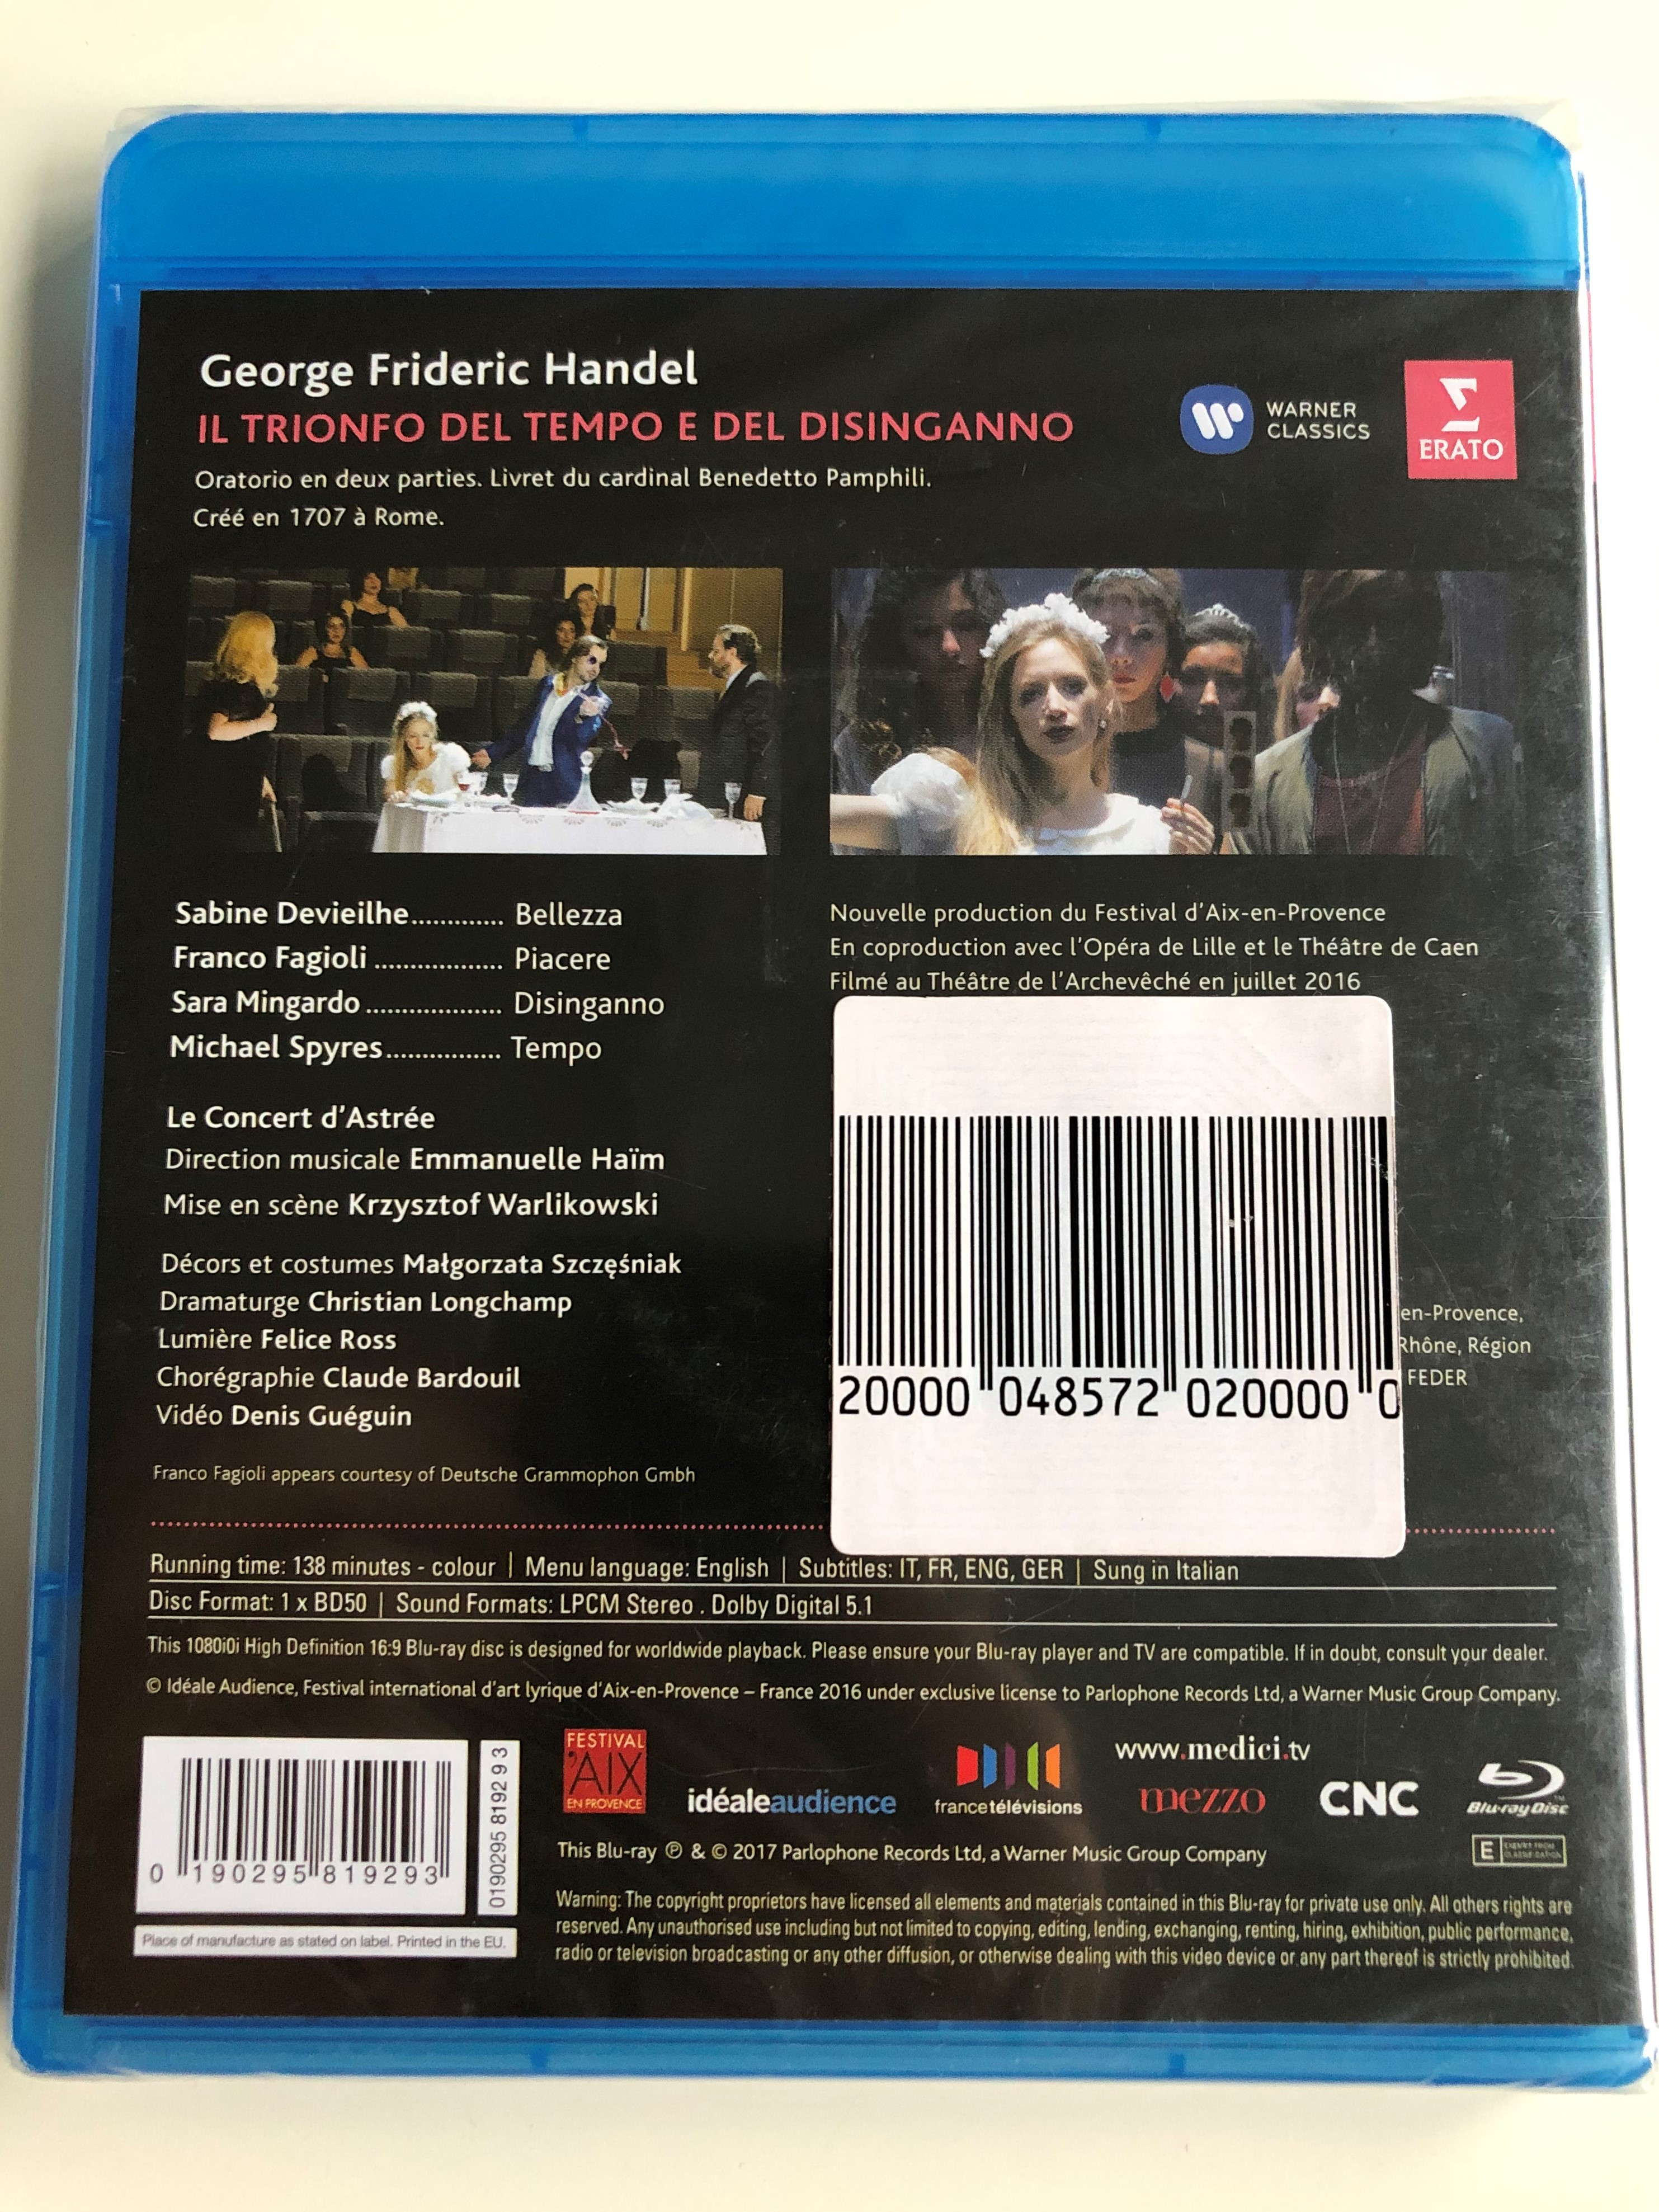 George Frideric Handel
IL TRIONFO DEL TEMPO E DEL DISINGANNO
Oratorio en deux parties. Livret du cardinal Benedetto Pamphili.
Créé en 1707 à Rome.
WARNER
CLASSICS
ERATO
Sabine Devieilhe............. Bellezza
Franco Fagioli .................. Piacere
Sara Mingardo ................... Disinganno
Michael Spyres................ Tempo
Le Concert d'Astrée
Direction musicale Emmanuelle Haïm
Mise en scène Krzysztof Warlikowski
Décors et costumes Małgorzata Szczęśniak
Dramaturge Christian Longchamp
Lumière Felice Ross
Chorégraphie Claude Bardouil
Vidéo Denis Guéguin
Franco Fagioli appears courtesy of Deutsche Grammophon Gmbh
Nouvelle production du Festival d'Aix-en-Provence
En coproduction avec l'Opéra de Lille et le Théâtre de Caen
Filmé au Théâtre de l'Archevêché en juillet 2016
20000 048572 020000 0
en-Provence,
Rhône, Région
FEDER
Running time: 138 minutes - colour | Menu language: English | Subtitles: IT, FR, ENG, GER | Sung in Italian
Disc Format: 1 x BD50 | Sound Formats: LPCM Stereo . Dolby Digital 5.1
This 1080i0i High Definition 16:9 Blu-ray disc is designed for worldwide playback. Please ensure your Blu-ray player and TV are compatible. If in doubt, consult your dealer.
© Idéale Audience, Festival international d'art lyrique d'Aix-en-Provence – France 2016 under exclusive license to Parlophone Records Ltd, a Warner Music Group Company.
0 190295 819293
0190295 8192 9 3
Place of manufacture as stated on label. Printed in the EU.
FESTIVAL
'AIX
EN PROVENCE
idéaleaudience
francetélévisions
www.medici.tv
mezzo
CNC
Blu-ray Disc
This Blu-ray ℗ & © 2017 Parlophone Records Ltd, a Warner Music Group Company
E EXEMPT FROM
CLASSIFICATION
Warning: The copyright proprietors have licensed all elements and materials contained in this Blu-ray for private use only. All others rights are
reserved. Any unauthorised use including but not limited to copying, editing, lending, exchanging, renting, hiring, exhibition, public performance,
radio or television broadcasting or any other diffusion, or otherwise dealing with this video device or any part thereof is strictly prohibited.